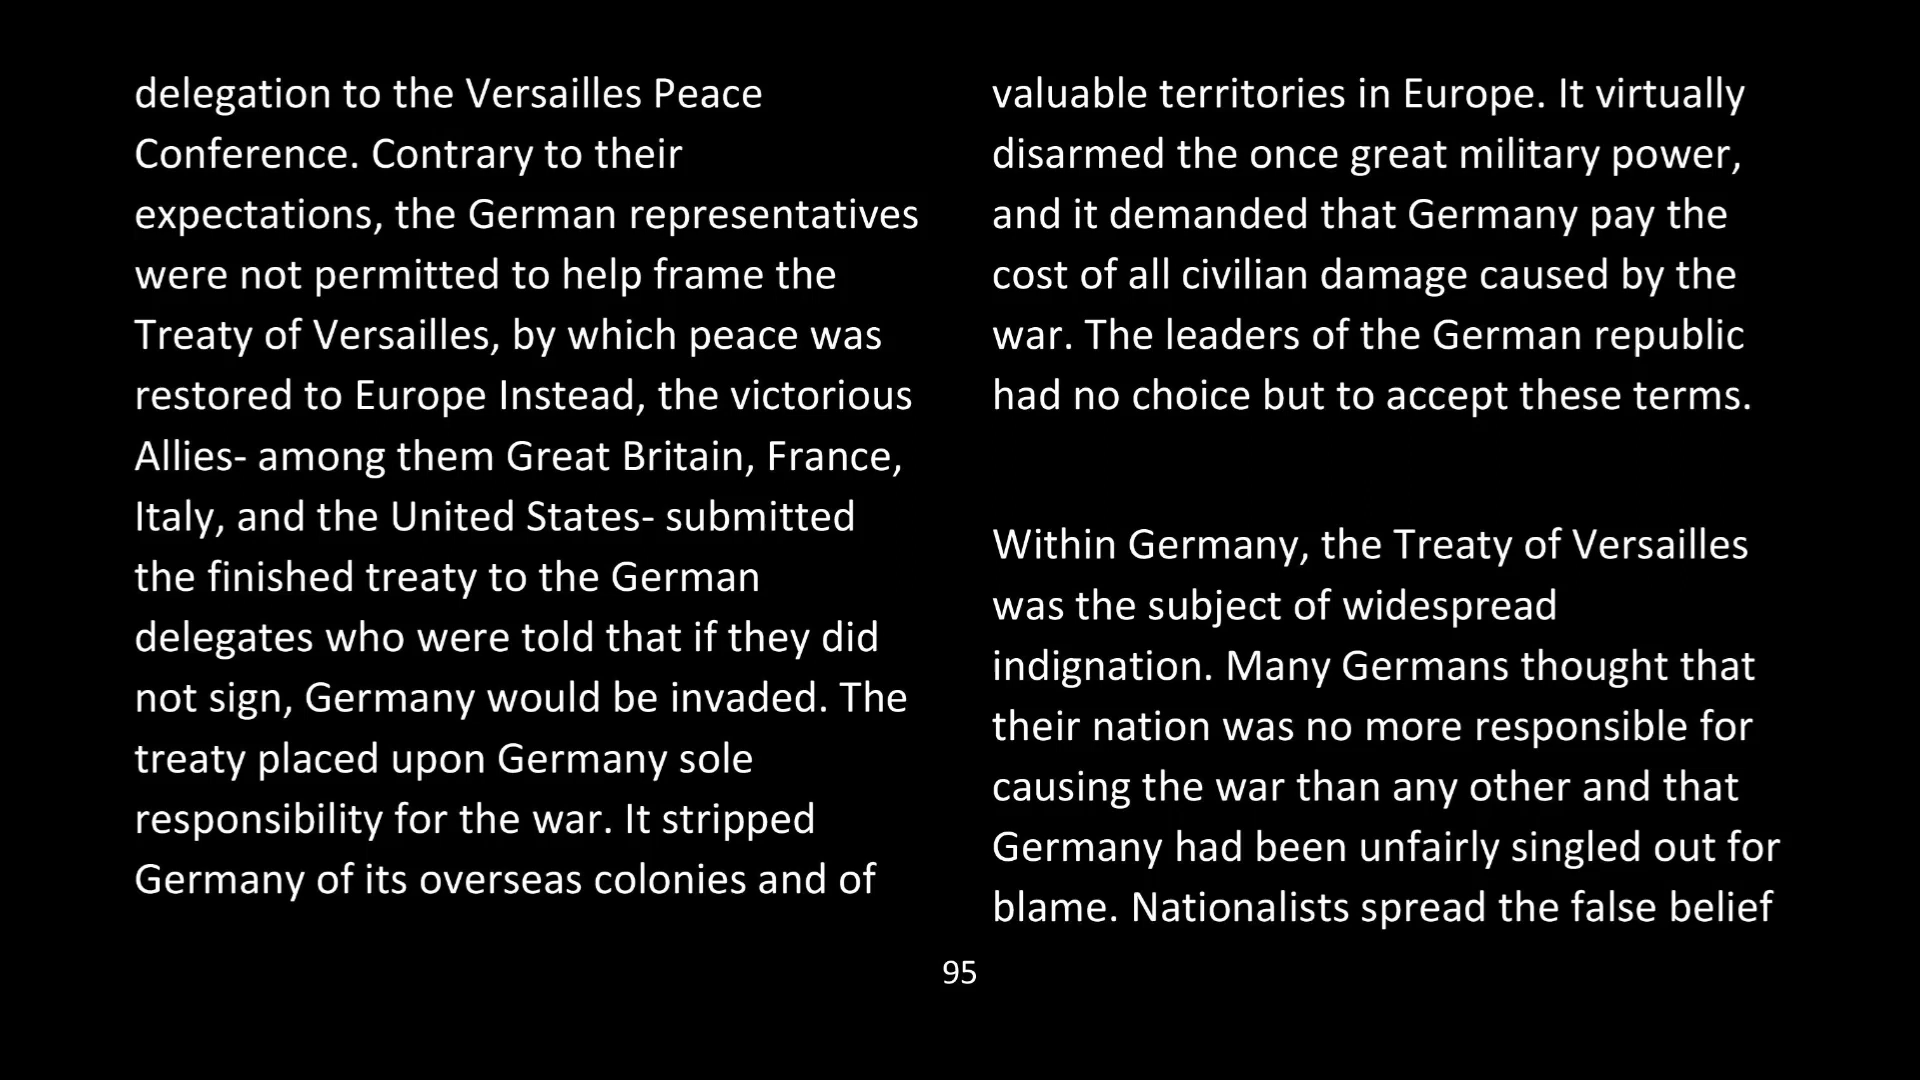 delegation to the Versailles Peace
Conference. Contrary to their
expectations, the German representatives
were not permitted to help frame the
Treaty of Versailles, by which peace was
restored to Europe Instead, the victorious
Allies- among them Great Britain, France,
Italy, and the United States- submitted
the finished treaty to the German
delegates who were told that if they did
not sign, Germany would be invaded. The
treaty placed upon Germany sole
responsibility for the war. It stripped
Germany of its overseas colonies and of
valuable territories in Europe. It virtually
disarmed the once great military power,
and it demanded that Germany pay the
cost of all civilian damage caused by the
war. The leaders of the German republic
had no choice but to accept these terms.
Within Germany, the Treaty of Versailles
was the subject of widespread
indignation. Many Germans thought that
their nation was no more responsible for
causing the war than any other and that
Germany had been unfairly singled out for
blame. Nationalists spread the false belief
95